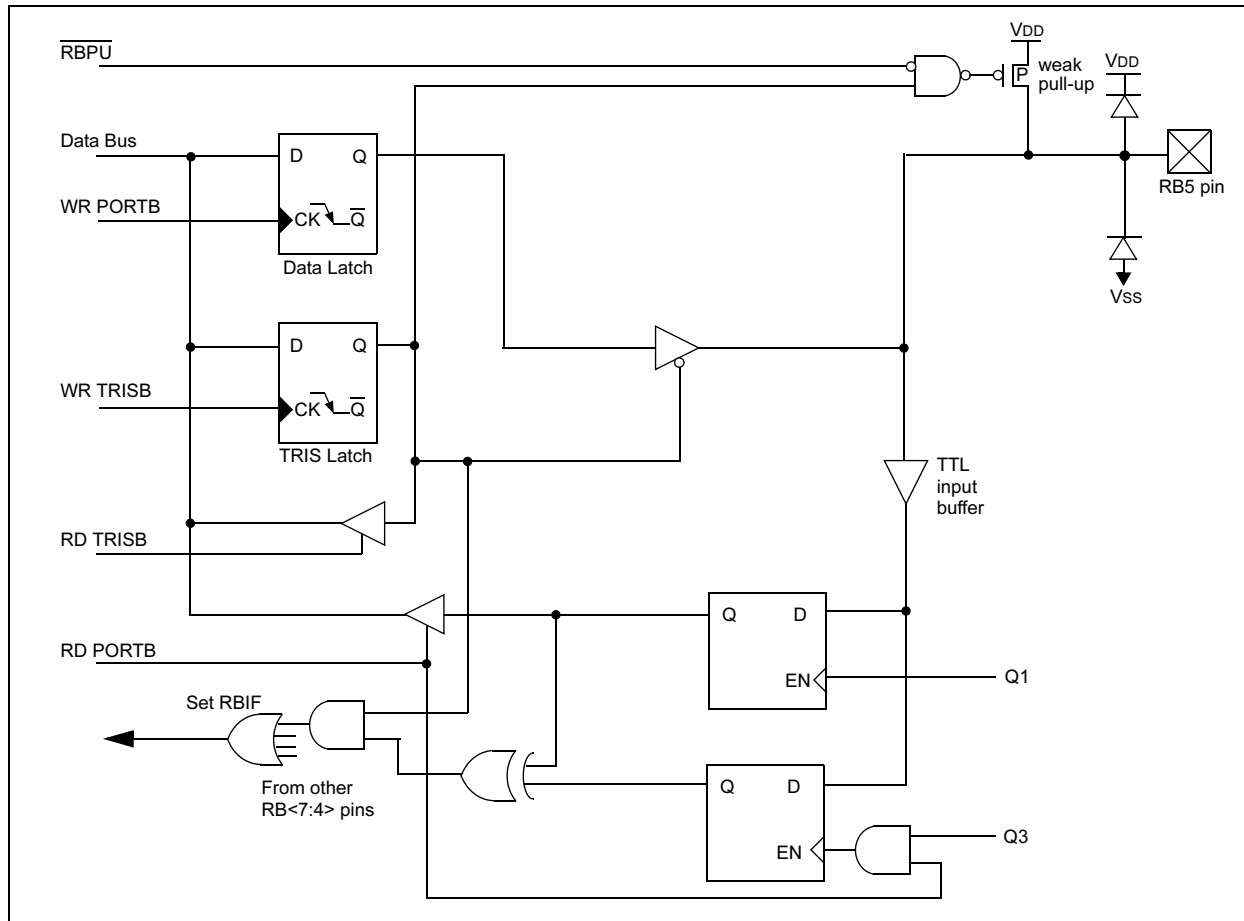 RBPU
VDD
P
weak
pull-up
VDD
Data Bus
D
Q
RB5 pin
WR PORTB
CK
Q
Data Latch
VSS
D
Q
WR TRISB
CK
Q
TRIS Latch
TTL
input
buffer
RD TRISB
Q
D
RD PORTB
EN
Q1
Set RBIF
From other
RB<7:4> pins
Q
D
EN
Q3